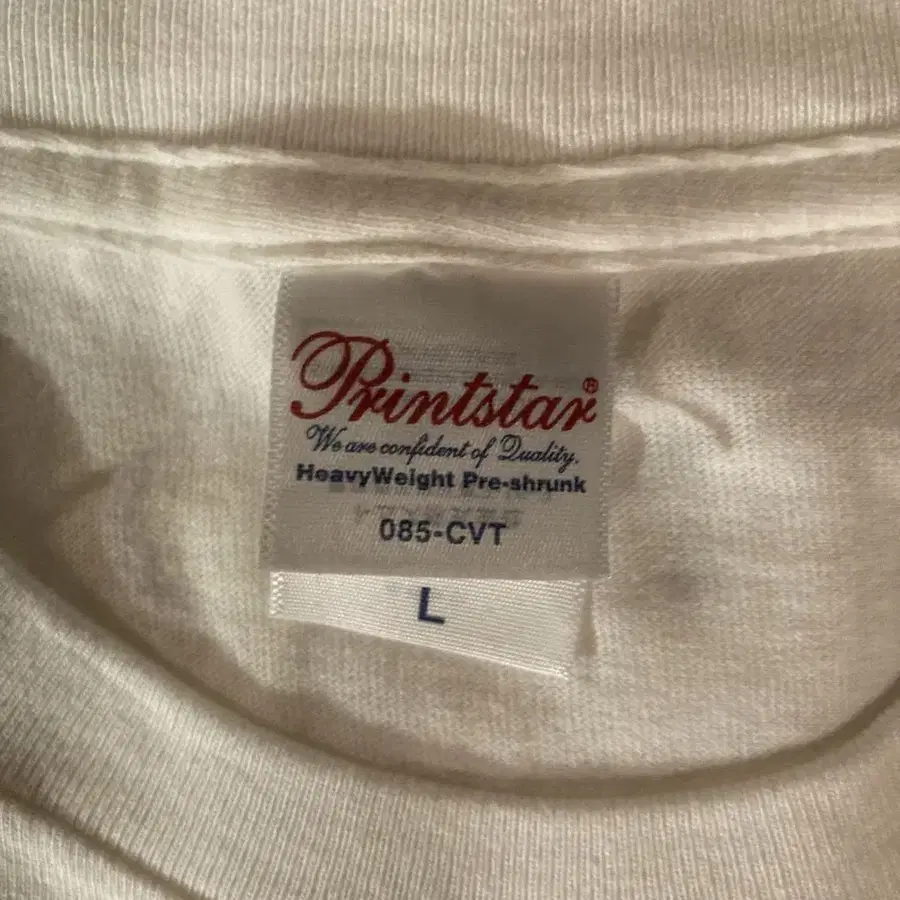 Printstar®
We are confident of Quality.
HeavyWeight Pre-shrunk
085-CVT
L